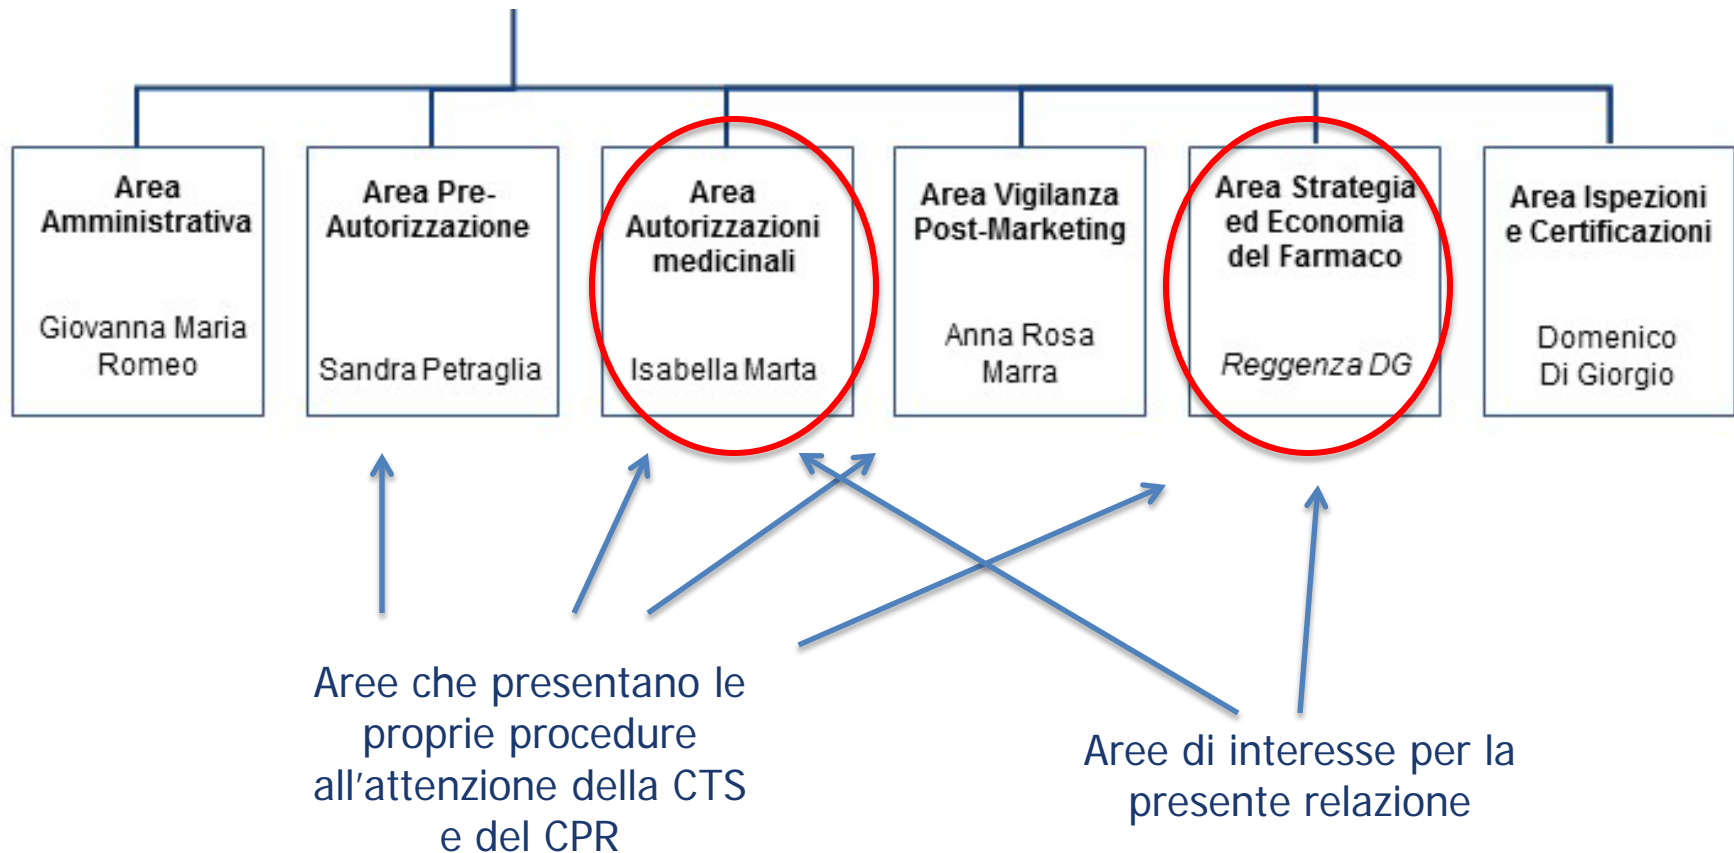 Area
Amministrativa
Giovanna Maria
Romeo
Area Pre-
Autorizzazione
Sandra Petraglia
Area
Autorizzazioni
medicinali
Isabella Marta
Area Vigilanza
Post-Marketing
Anna Rosa
Marra
Area Strategia
ed Economia
del Farmaco
Reggenza DG
Area Ispezioni
e Certificazioni
Domenico
Di Giorgio
Aree che presentano le
proprie procedure
all’attenzione della CTS
e del CPR
Aree di interesse per la
presente relazione